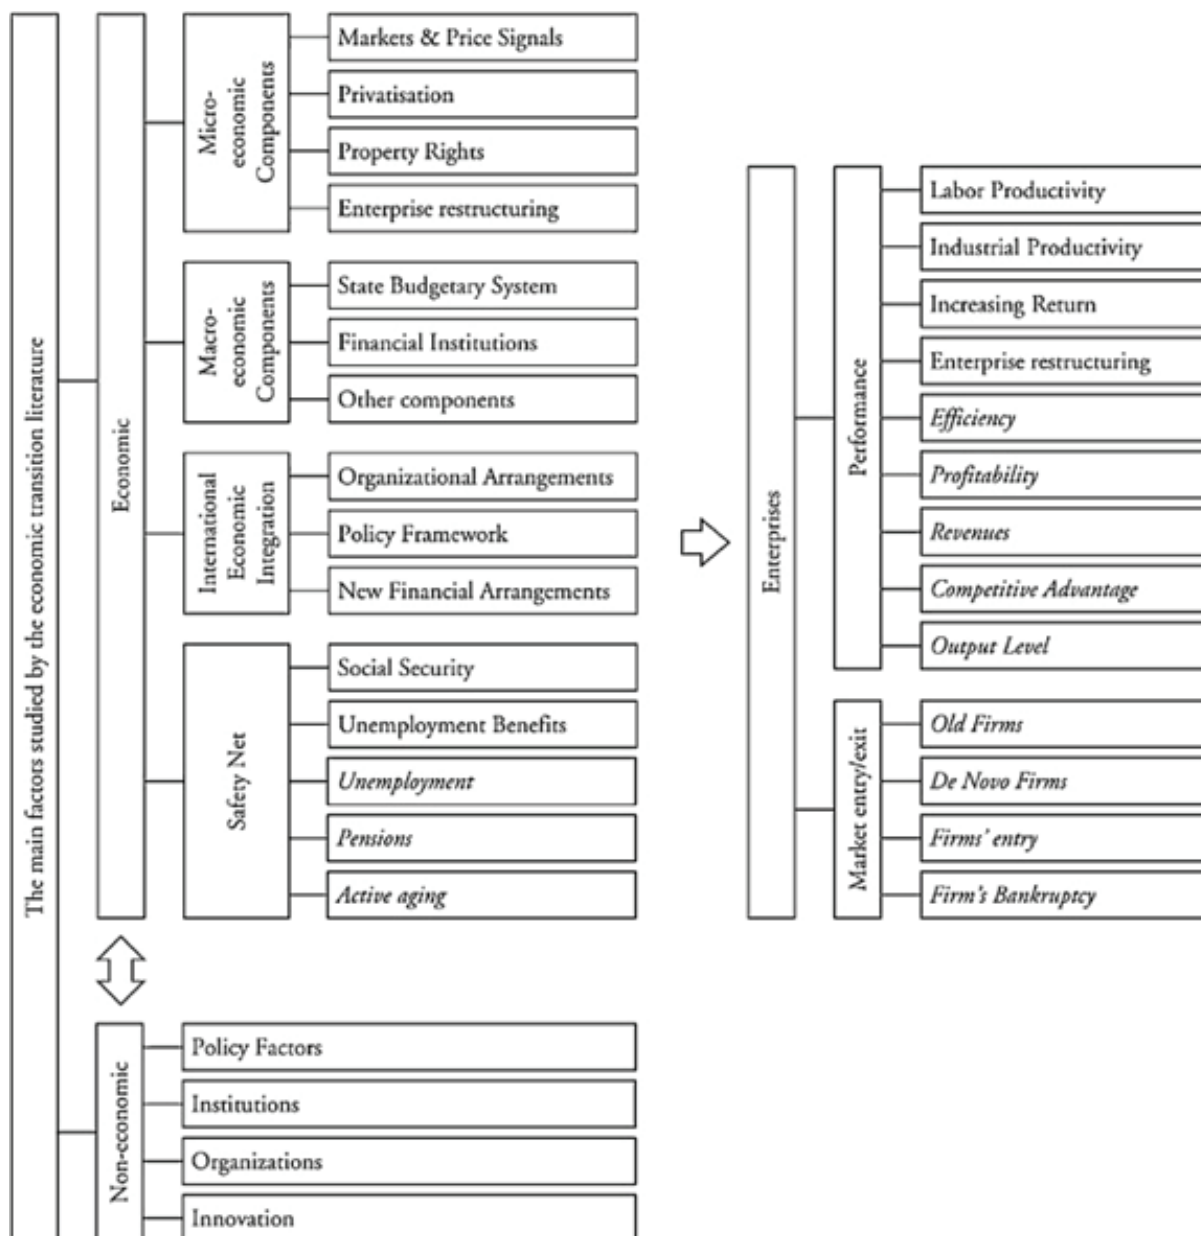 The main factors studied by the economic transition literature
Economic
Micro-
economic
Components
Markets & Price Signals
Privatisation
Property Rights
Enterprise restructuring
Macro-
economic
Components
State Budgetary System
Financial Institutions
Other components
International
Economic
Integration
Organizational Arrangements
Policy Framework
New Financial Arrangements
Safety Net
Social Security
Unemployment Benefits
Unemployment
Pensions
Active aging
Non-economic
Policy Factors
Institutions
Organizations
Innovation
Enterprises
Performance
Labor Productivity
Industrial Productivity
Increasing Return
Enterprise restructuring
Efficiency
Profitability
Revenues
Competitive Advantage
Output Level
Market entry/exit
Old Firms
De Novo Firms
Firms' entry
Firm's Bankruptcy